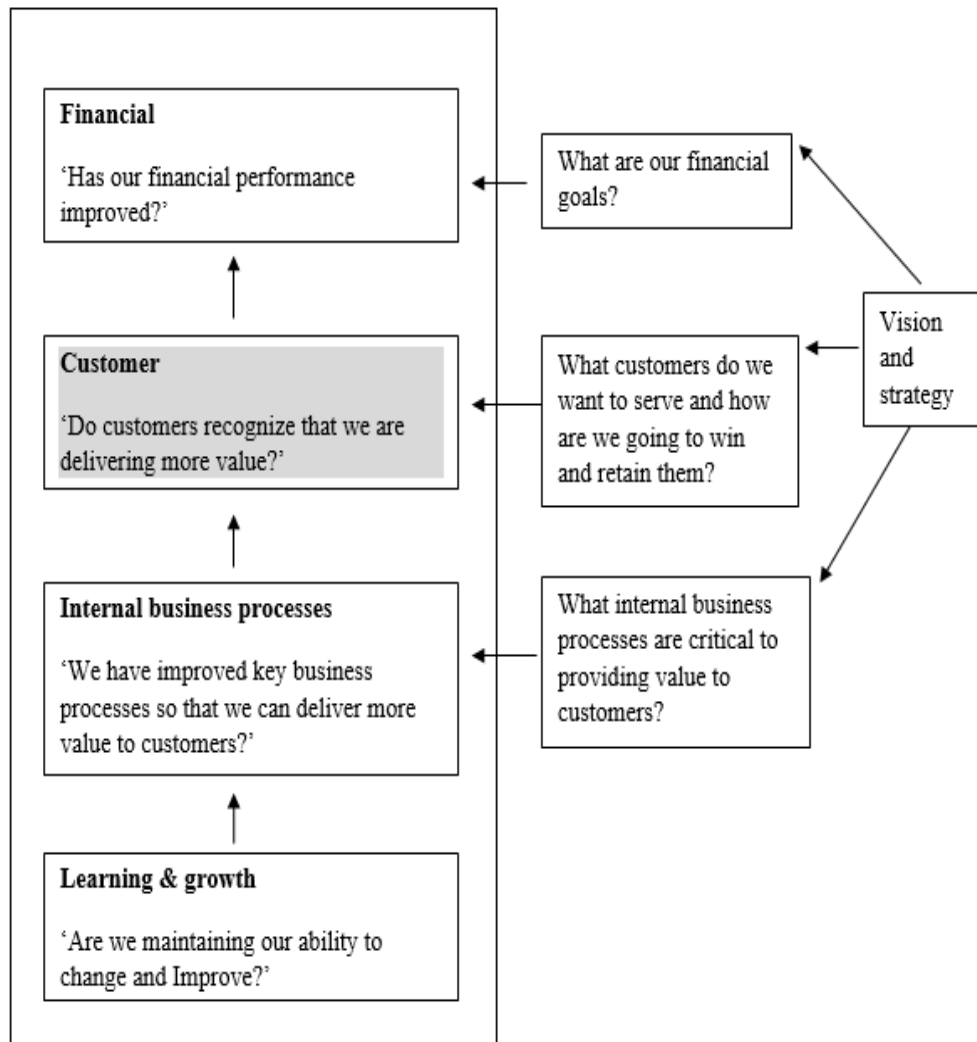 Financial
‘Has our financial performance
improved?’
What are our financial
goals?
Vision
and
strategy
Customer
‘Do customers recognize that we are
delivering more value?’
What customers do we
want to serve and how
are we going to win
and retain them?
Internal business processes
‘We have improved key business
processes so that we can deliver more
value to customers?’
What internal business
processes are critical to
providing value to
customers?
Learning & growth
‘Are we maintaining our ability to
change and Improve?’